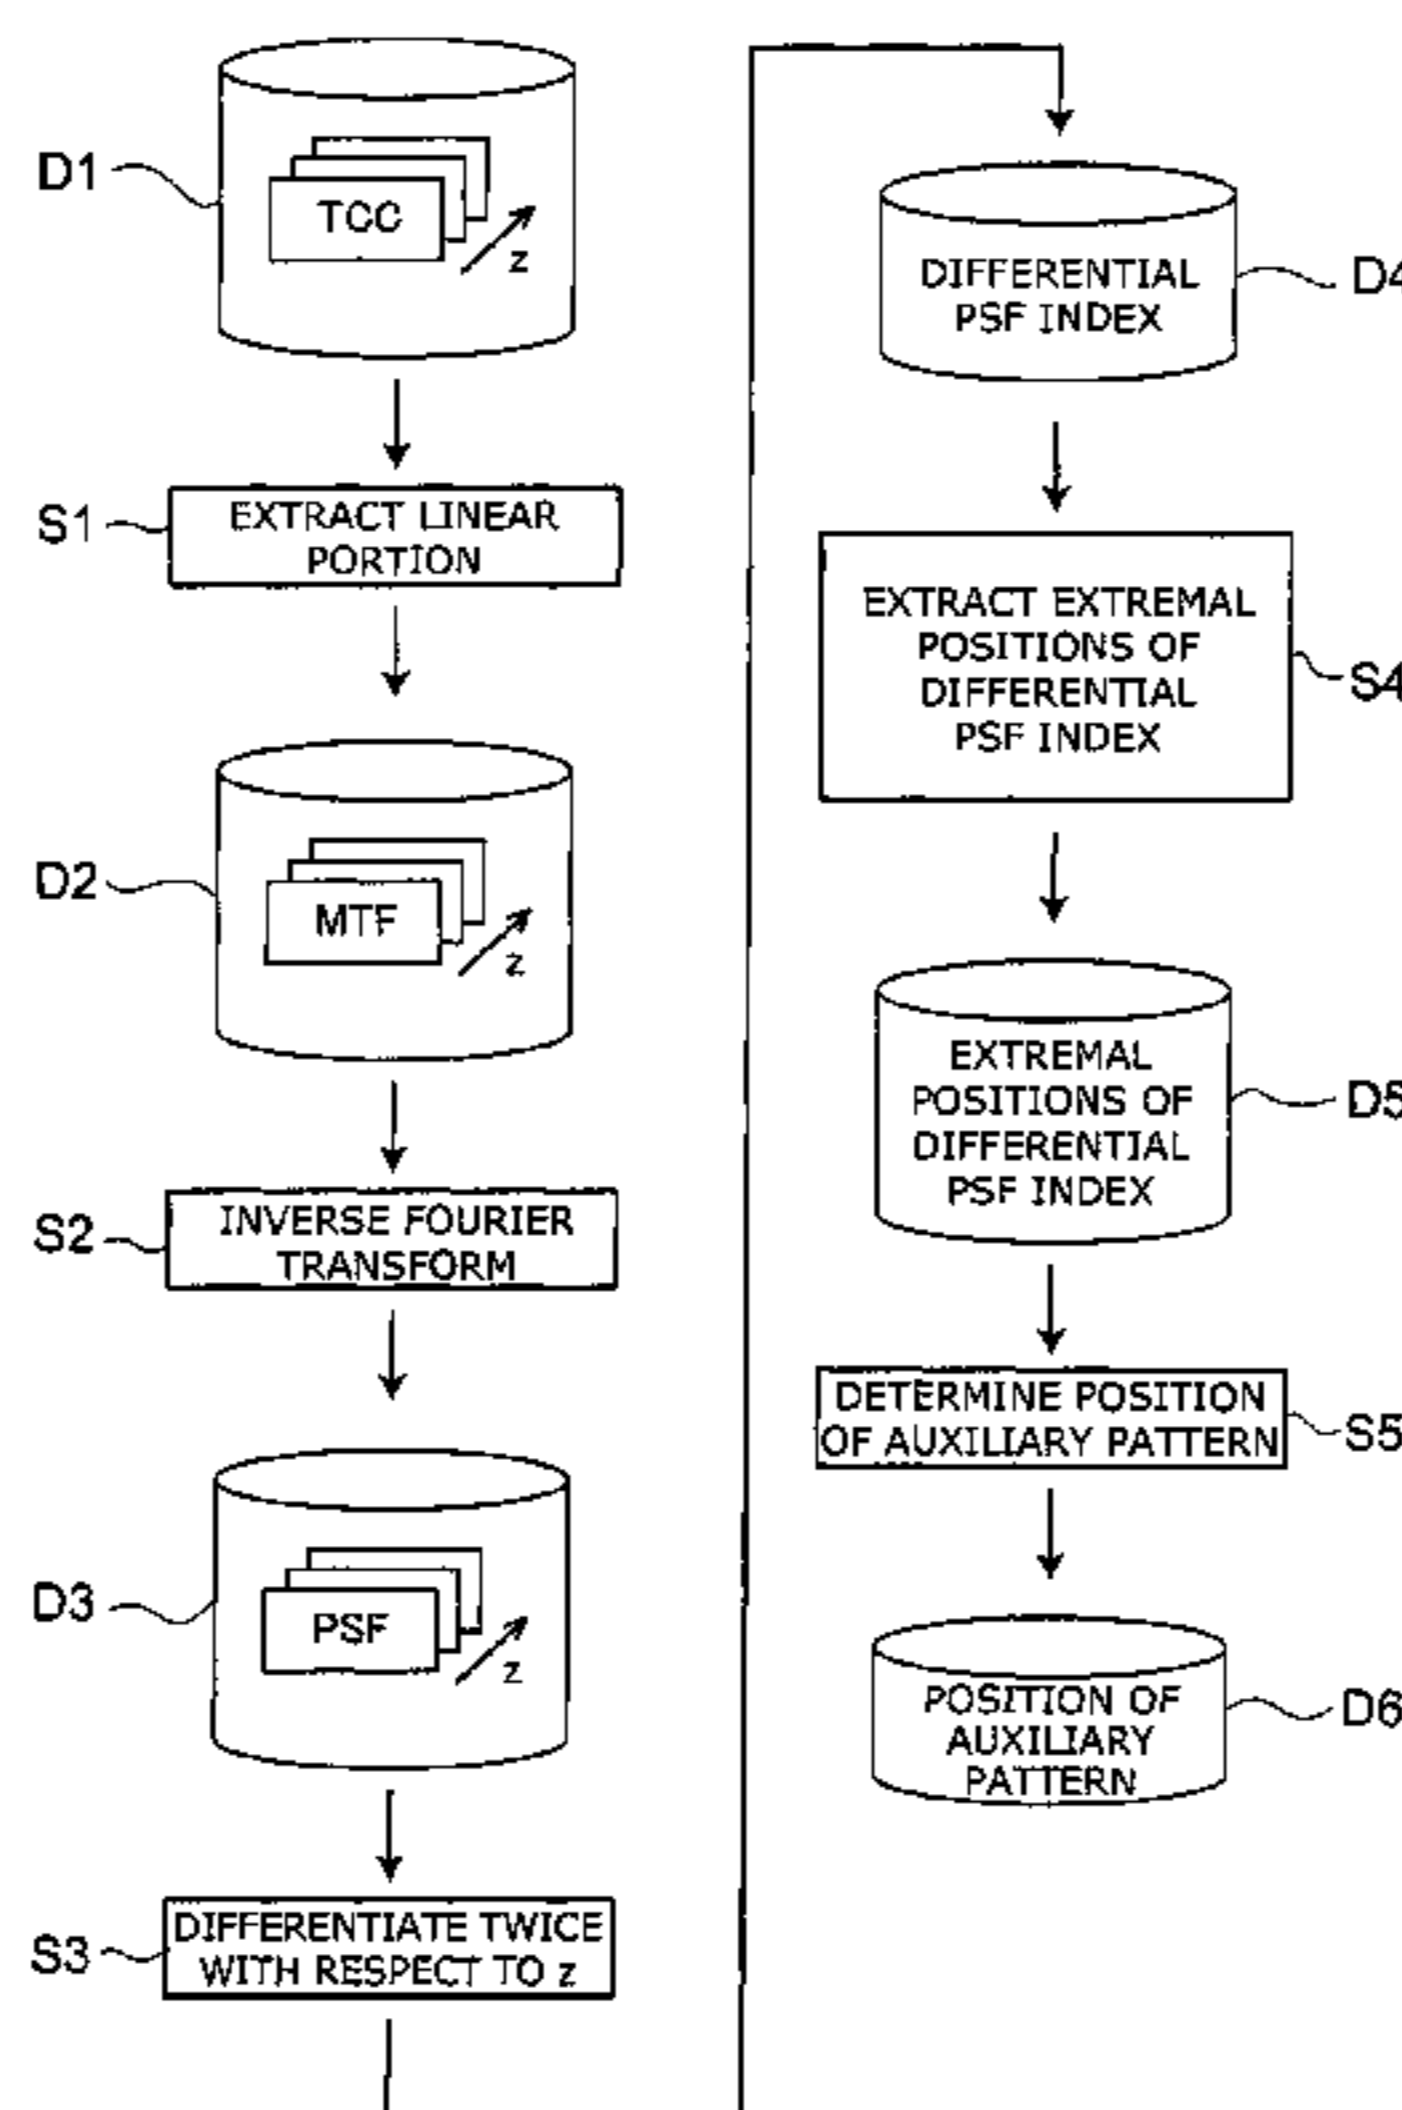 D1
TCC
z
S1
EXTRACT LINEAR
PORTION
D2
MTF
z
S2
INVERSE FOURIER
TRANSFORM
D3
PSF
z
S3
DIFFERENTIATE TWICE
WITH RESPECT TO z
DIFFERENTIAL
PSF INDEX
D4
EXTRACT EXTREMAL
POSITIONS OF
DIFFERENTIAL
PSF INDEX
S4
EXTREMAL
POSITIONS OF
DIFFERENTIAL
PSF INDEX
D5
DETERMINE POSITION
OF AUXILIARY PATTERN
S5
POSITION OF
AUXILIARY
PATTERN
D6